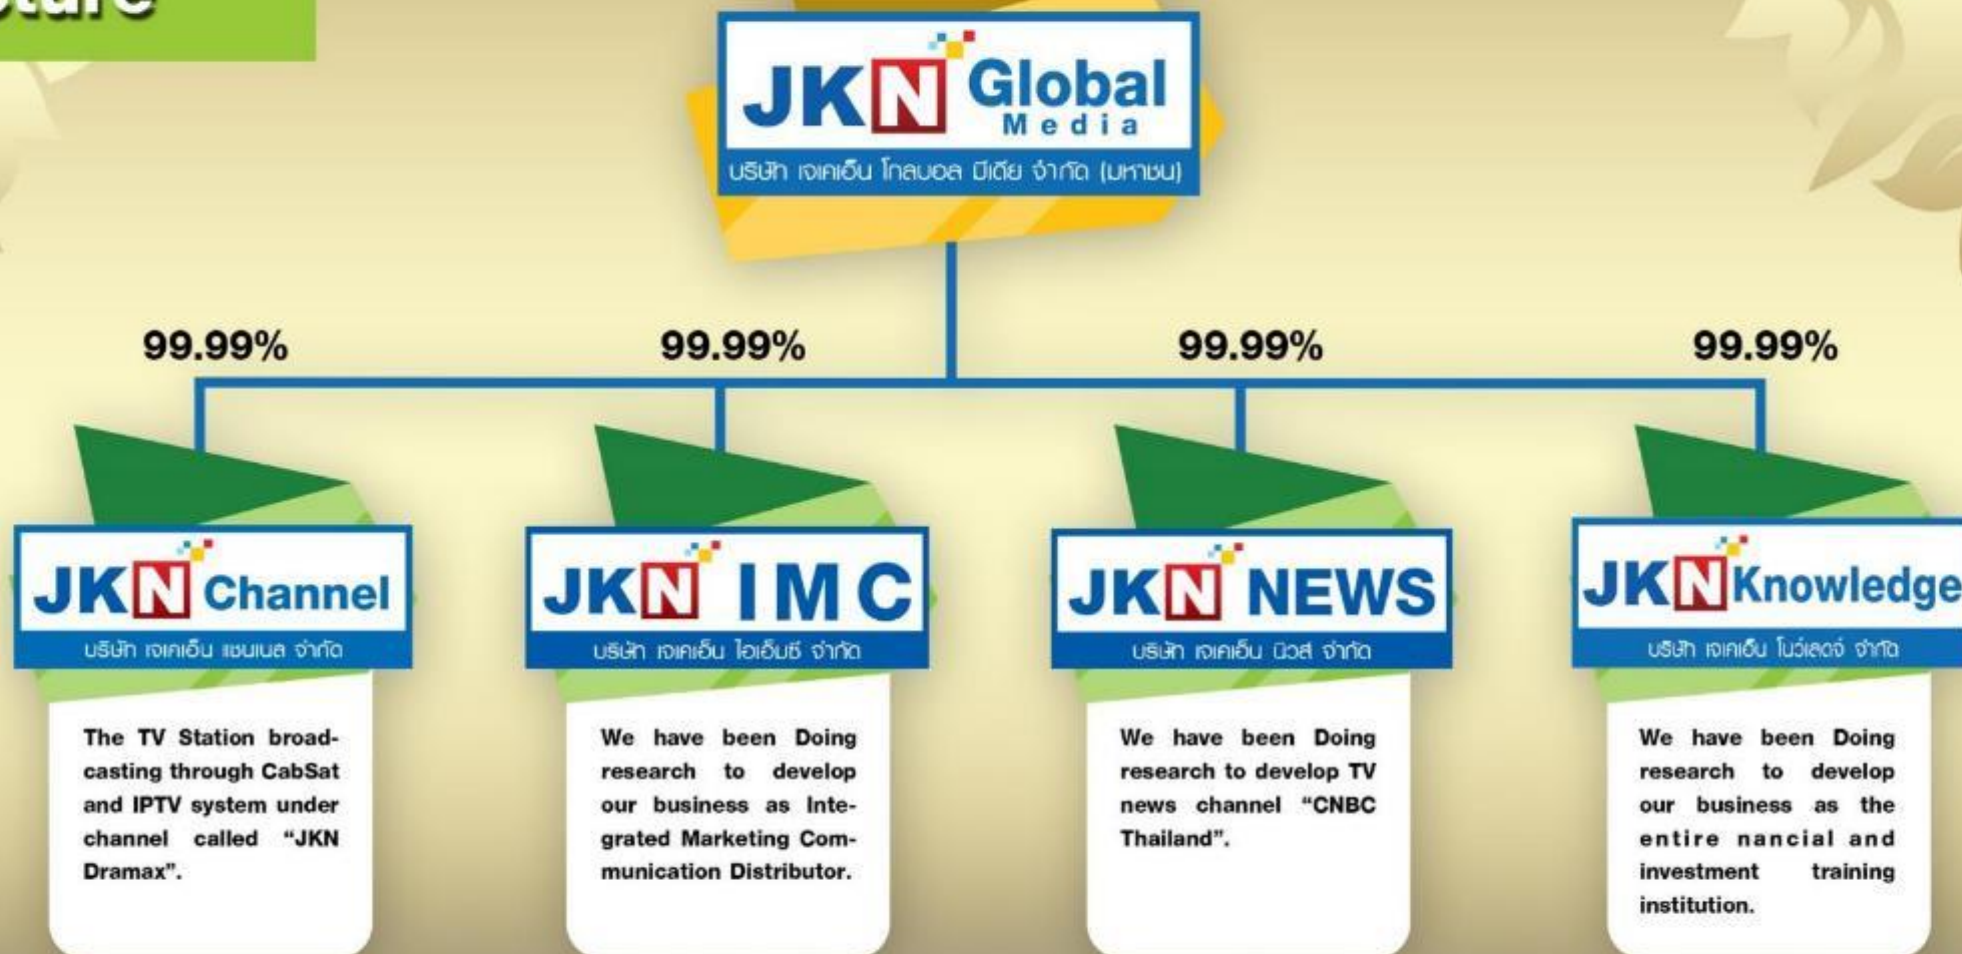 JKN Global
Media
บริษัท เจเคเอ็น โกลบอล มีเดีย จำกัด (มหาชน)
99.99%
99.99%
99.99%
99.99%
JKN Channel
บริษัท เจเคเอ็น แชนเนล จำกัด
The TV Station broad-
casting through CabSat
and IPTV system under
channel called “JKN
Dramax”.
JKN IMC
บริษัท เจเคเอ็น ไอเอ็มซี จำกัด
We have been Doing
research to develop
our business as Inte-
grated Marketing Com-
munication Distributor.
JKN NEWS
บริษัท เจเคเอ็น นิวส์ จำกัด
We have been Doing
research to develop TV
news channel “CNBC
Thailand”.
JKN Knowledge
บริษัท เจเคเอ็น โนว์เลดจ์ จำกัด
We have been Doing
research to develop
our business as the
entire nancial and
investment training
institution.